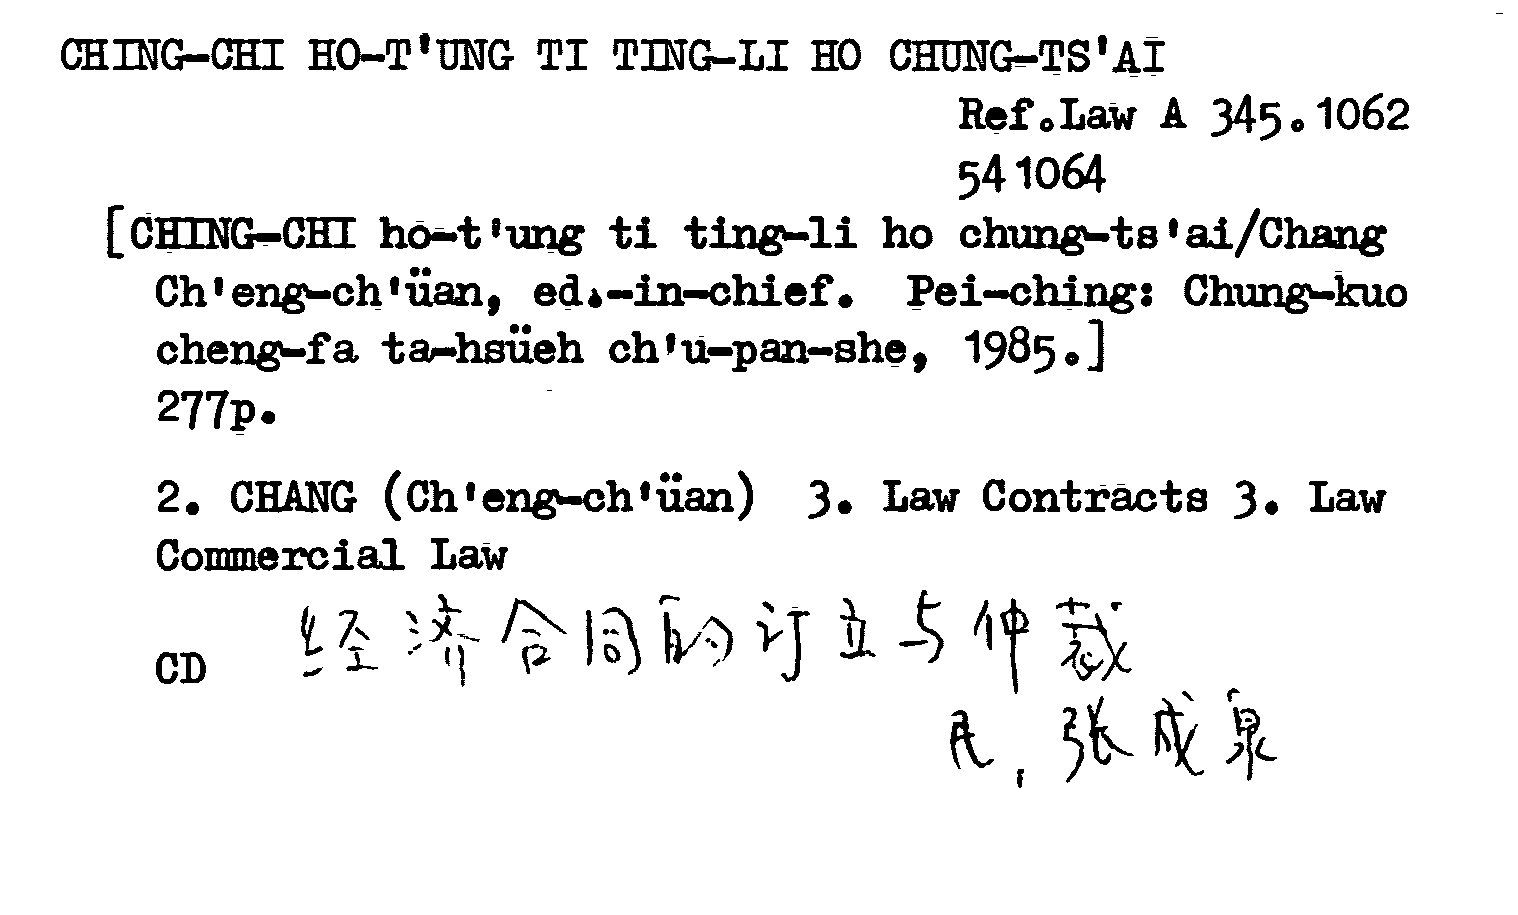 CHING-CHI HO-T'UNG TI TING-LI HO CHUNG-TS'AI
Ref.Law A 345.1062
541064
[CHING-CHI ho-t'ung ti ting-li ho chung-ts'ai/Chang
Ch'eng-ch'üan, ed.-in-chief. Pei-ching: Chung-kuo
cheng-fa ta-hsüeh ch'u-pan-she, 1985.]
277p.
2. CHANG (Ch'eng-ch'üan) 3. Law Contracts 3. Law
Commercial Law
经济合同的订立与仲裁
CD
张成泉